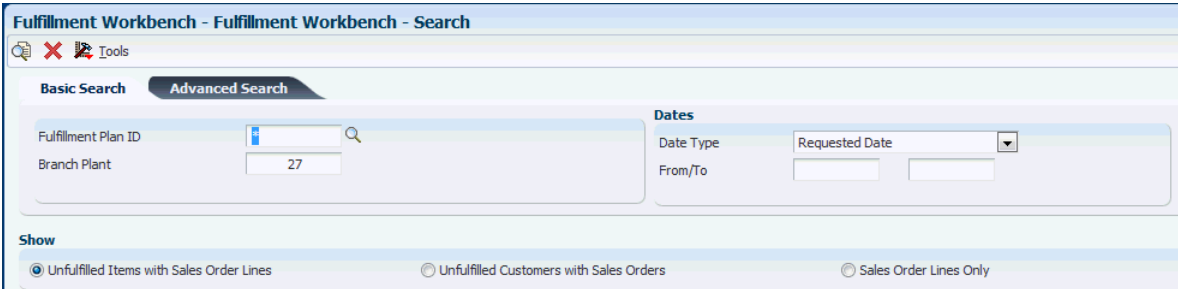 Fulfillment Workbench - Fulfillment Workbench - Search
Tools
Basic Search
Advanced Search
Fulfillment Plan ID *
Branch Plant 27
Dates
Date Type Requested Date
From/To
Show
Unfulfilled Items with Sales Order Lines
Unfulfilled Customers with Sales Orders
Sales Order Lines Only